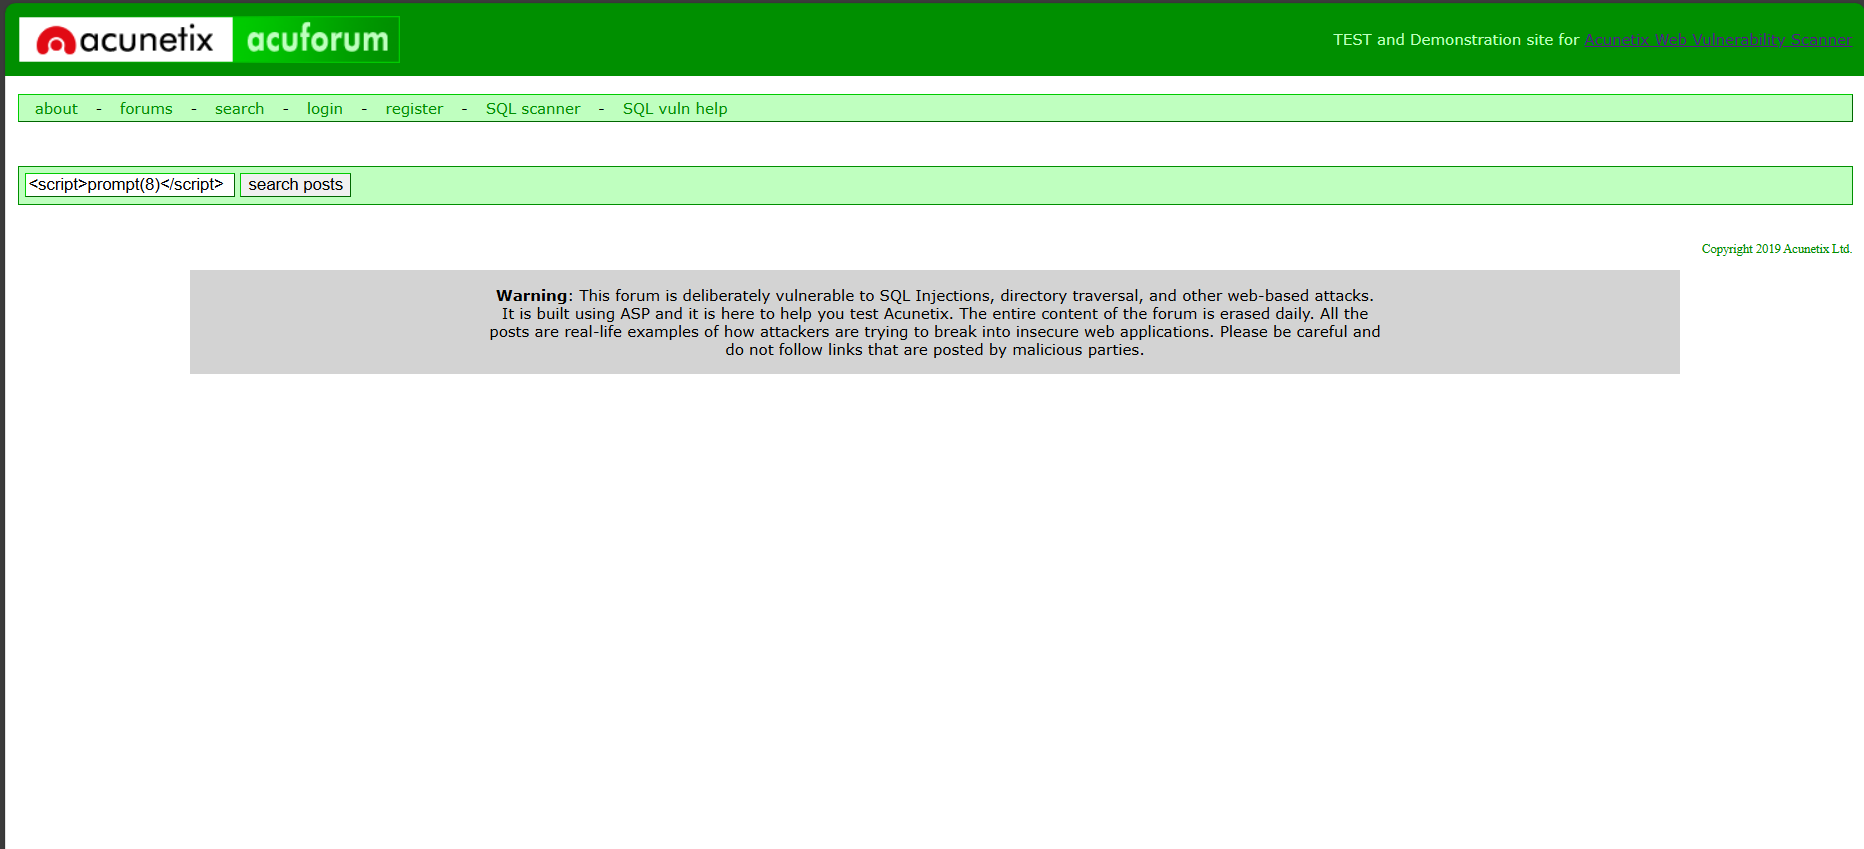 acunetix acuforum
TEST and Demonstration site for Acunetix Web Vulnerability Scanner
about - forums - search - login - register - SQL scanner - SQL vuln help
<script>prompt(8)</script> search posts
Copyright 2019 Acunetix Ltd.
Warning: This forum is deliberately vulnerable to SQL Injections, directory traversal, and other web-based attacks.
It is built using ASP and it is here to help you test Acunetix. The entire content of the forum is erased daily. All the
posts are real-life examples of how attackers are trying to break into insecure web applications. Please be careful and
do not follow links that are posted by malicious parties.